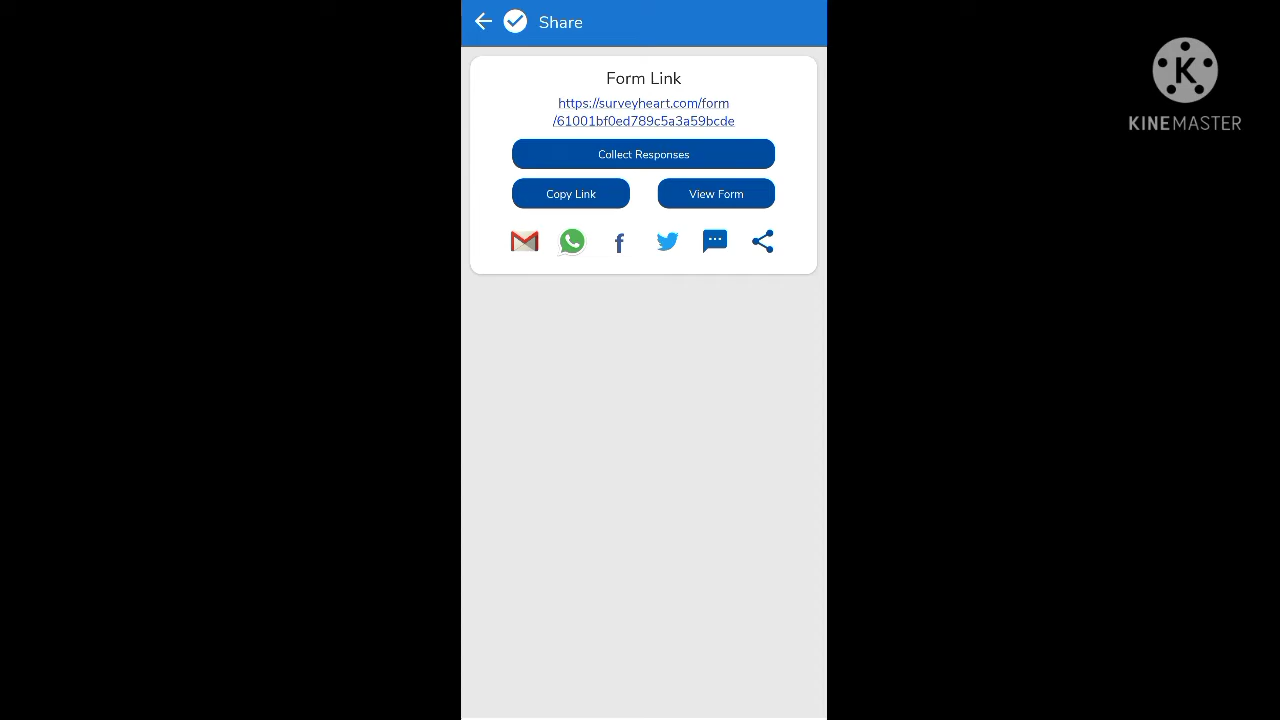 Share
Form Link
https://surveyheart.com/form
/61001bf0ed789c5a3a59bcde
Collect Responses
Copy Link
View Form
K
KINEMASTER